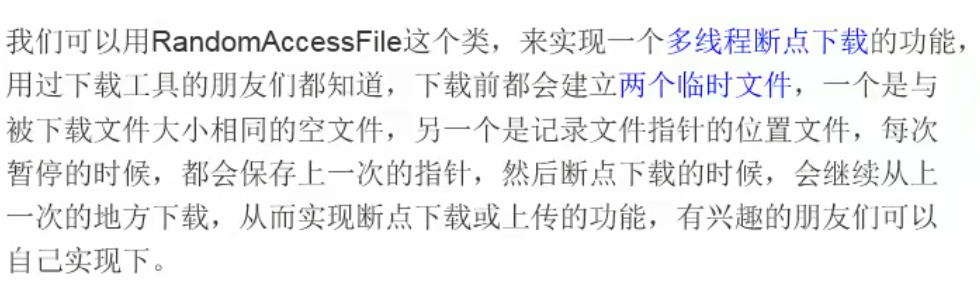 我们可以用RandomAccessFile这个类，来实现一个多线程断点下载的功能，
用过下载工具的朋友们都知道，下载前都会建立两个临时文件，一个是与
被下载文件大小相同的空文件，另一个是记录文件指针的位置文件，每次
暂停的时候，都会保存上一次的指针，然后断点下载的时候，会继续从上
一次的地方下载，从而实现断点下载或上传的功能，有兴趣的朋友们可以
自己实现下。